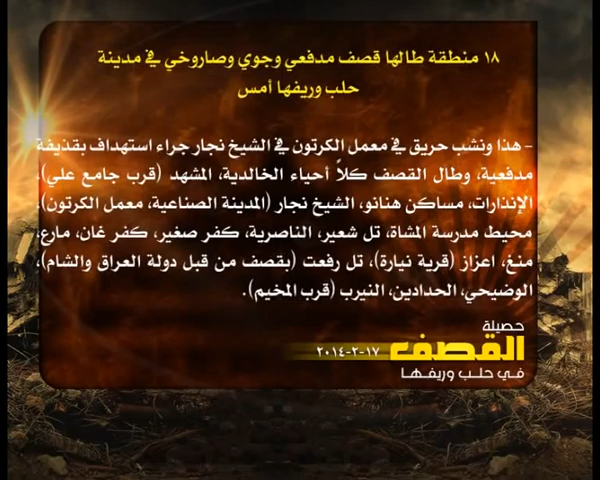 ١٨ منطقة طالها قصف مدفعي وجوي وصاروخي في مدينة
حلب وريفها أمس
- هذا ونشب حريق في معمل الكرتون في الشيخ نجار جراء استهداف بقذيفة
مدفعية، وطال القصف كلاً أحياء الخالدية، المشهد (قرب جامع علي)،
الإنذارات، مساكن هنانو، الشيخ نجار (المدينة الصناعية، معمل الكرتون)،
محيط مدرسة المشاة، تل شعير، الناصرية، كفر صغير، كفر غان، مارع،
منغ، اعزاز (قرية نيارة)، تل رفعت (بقصف من قبل دولة العراق والشام)،
الوضيحي، الحدادين، النيرب (قرب المخيم).
حصيلة
القصف ١٧-٢-٢٠١٤
في حلب وريفها